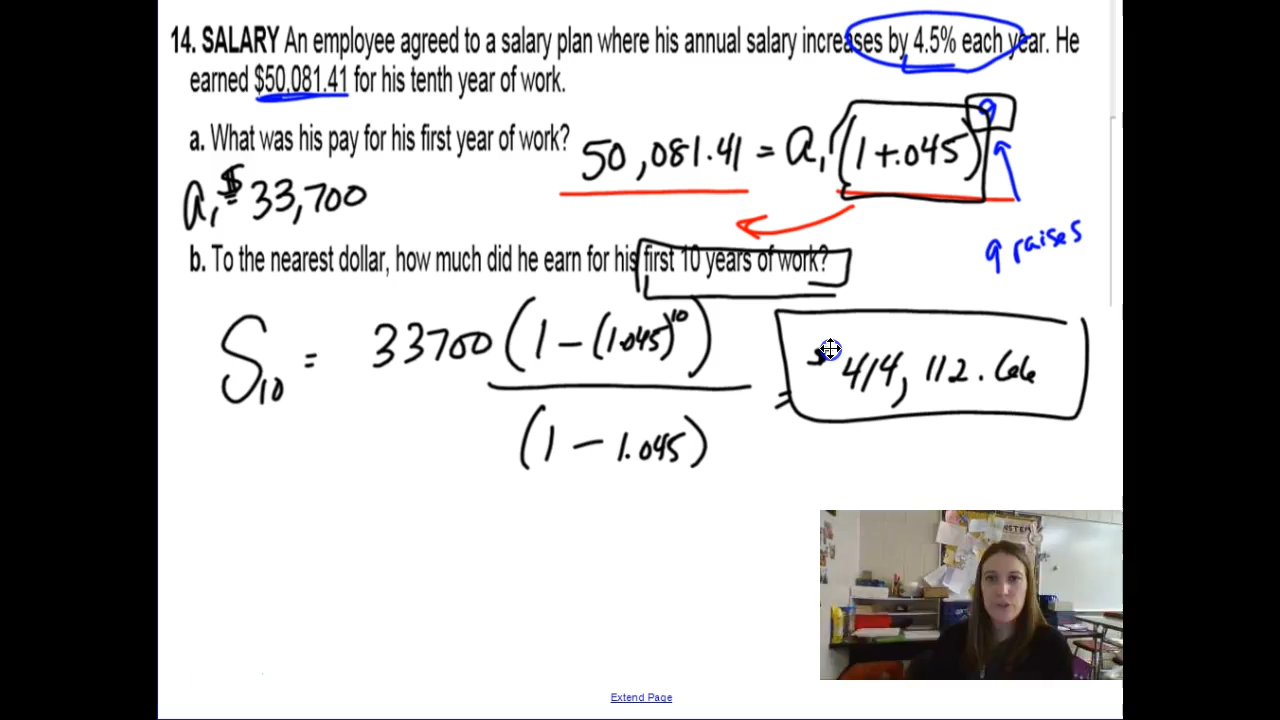 14. SALARY An employee agreed to a salary plan where his annual salary increases by 4.5% each year. He
earned $50,081.41 for his tenth year of work.
a. What was his pay for his first year of work?
50,081.41 = a₁(1+.045)⁹
a₁ = $33,700
9 raises
b. To the nearest dollar, how much did he earn for his first 10 years of work?
S₁₀ = 33700(1-(1.045)¹⁰)
(1-1.045)
= $414,112.66
Extend Page